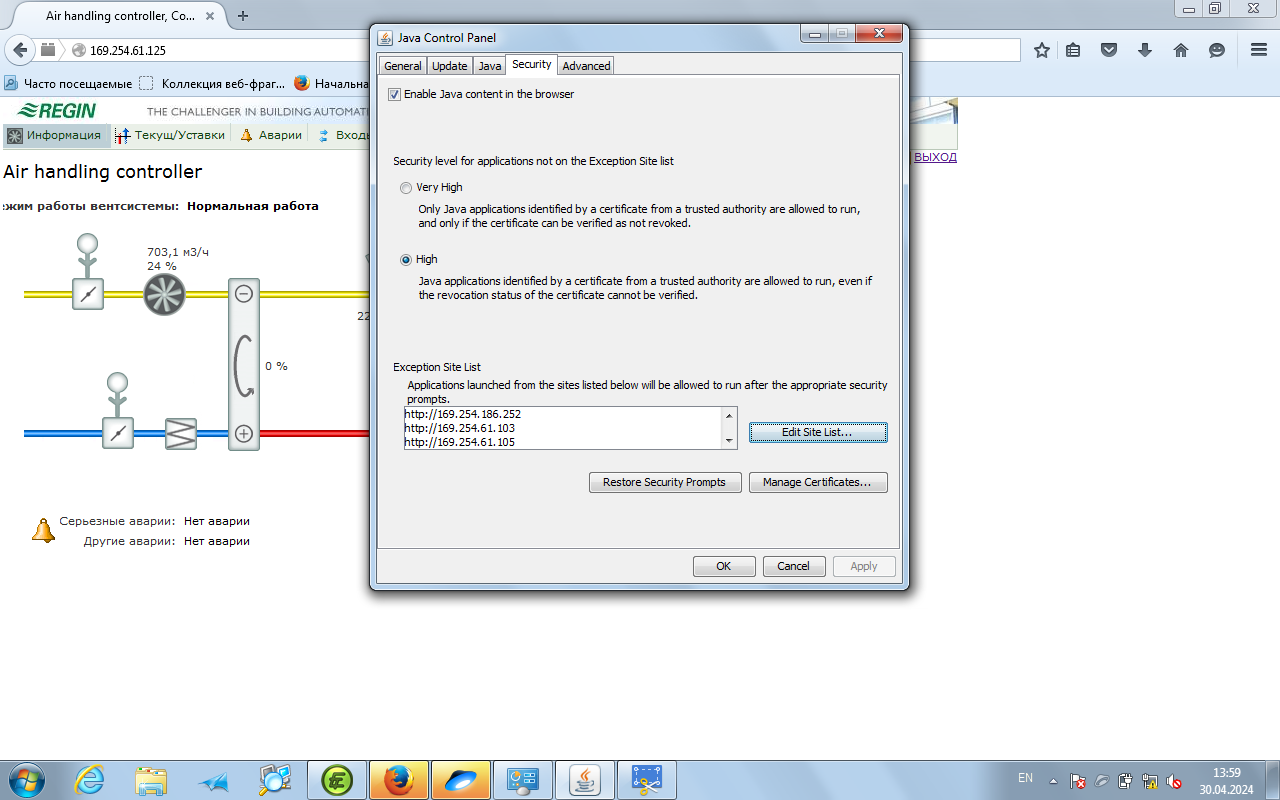 Air handling controller, Co...
169.254.61.125
Часто посещаемые
Коллекция веб-фраг...
Начальна
REGIN
THE CHALLENGER IN BUILDING AUTOMATI
Информация
Текущ/Уставки
Аварии
Входы
ВЫХОД
Air handling controller
жим работы вентсистемы: Нормальная работа
703,1 м3/ч
24 %
22
0 %
Серьезные аварии: Нет аварии
Другие аварии: Нет аварии
Java Control Panel
General
Update
Java
Security
Advanced
Enable Java content in the browser
Security level for applications not on the Exception Site list
Very High
Only Java applications identified by a certificate from a trusted authority are allowed to run,
and only if the certificate can be verified as not revoked.
High
Java applications identified by a certificate from a trusted authority are allowed to run, even if
the revocation status of the certificate cannot be verified.
Exception Site List
Applications launched from the sites listed below will be allowed to run after the appropriate security
prompts.
http://169.254.186.252
http://169.254.61.103
http://169.254.61.105
Edit Site List...
Restore Security Prompts
Manage Certificates...
OK
Cancel
Apply
EN
13:59
30.04.2024